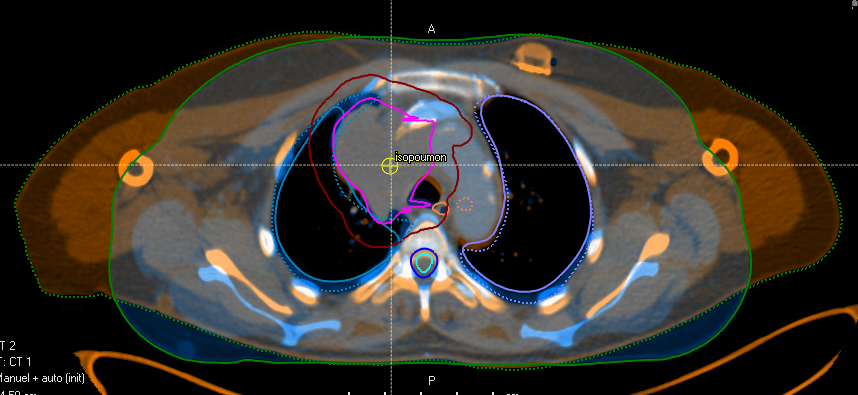 A
isopoumon
T 2
: CT 1
Manuel + auto (init)
P